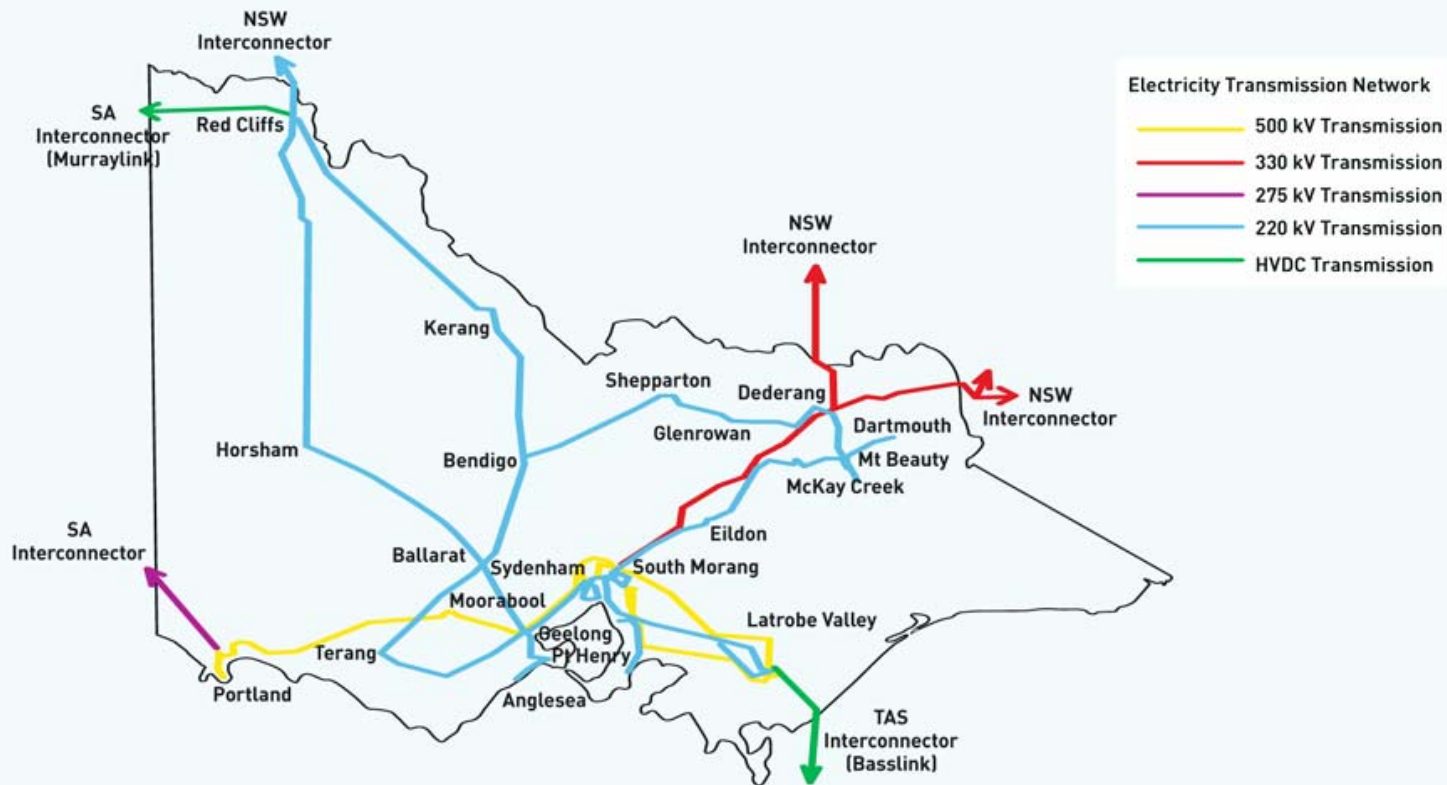 NSW
Interconnector
SA
Interconnector
(Murraylink)
Red Cliffs
Electricity Transmission Network
500 kV Transmission
330 kV Transmission
275 kV Transmission
220 kV Transmission
HVDC Transmission
NSW
Interconnector
Kerang
Shepparton
Dederang
NSW
Interconnector
Glenrowan
Dartmouth
Horsham
Bendigo
Mt Beauty
McKay Creek
SA
Interconnector
Eildon
Ballarat
Sydenham
South Morang
Moorabool
Latrobe Valley
Geelong
Terang
Pt Henry
Portland
Anglesea
TAS
Interconnector
(Basslink)